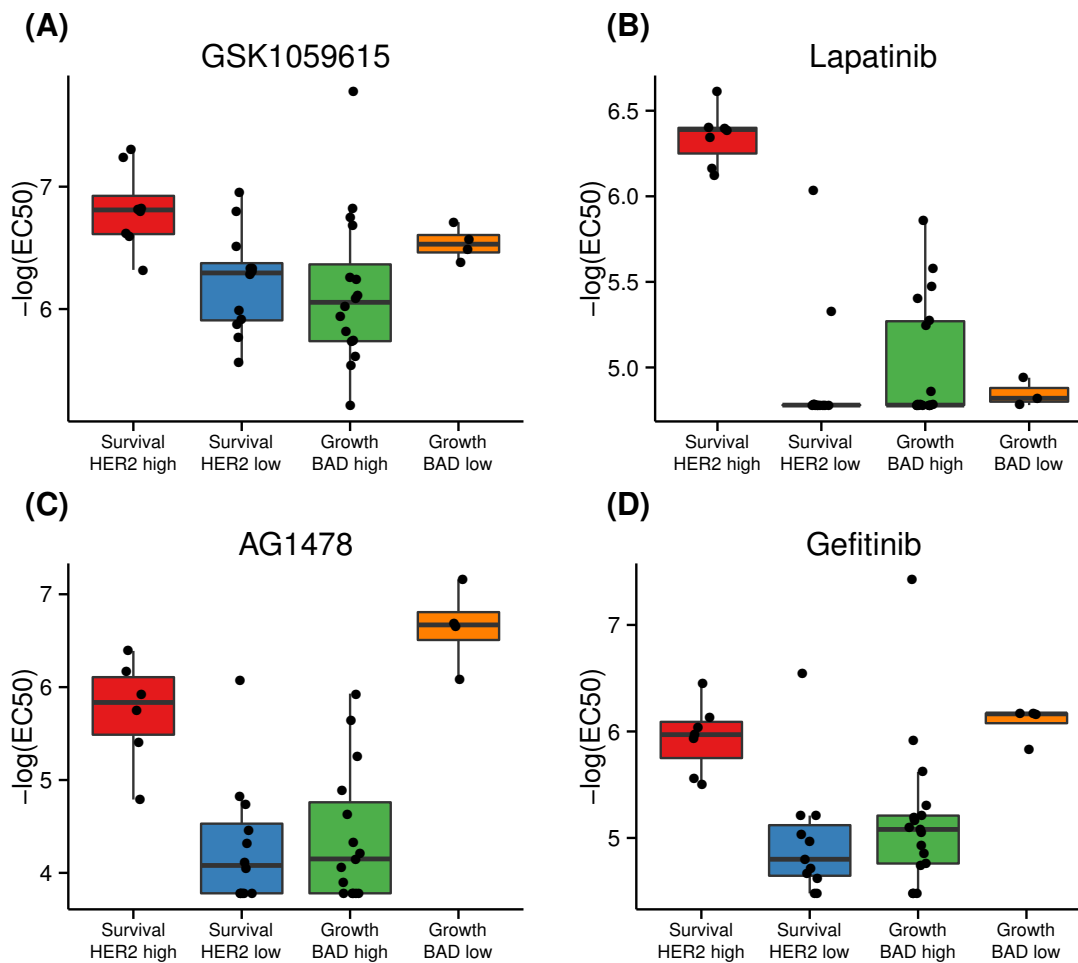 (A)
GSK1059615
−log(EC50)
7
6
Survival
HER2 high
Survival
HER2 low
Growth
BAD high
Growth
BAD low
(B)
Lapatinib
−log(EC50)
6.5
6.0
5.5
5.0
Survival
HER2 high
Survival
HER2 low
Growth
BAD high
Growth
BAD low
(C)
AG1478
−log(EC50)
7
6
5
4
Survival
HER2 high
Survival
HER2 low
Growth
BAD high
Growth
BAD low
(D)
Gefitinib
−log(EC50)
7
6
5
Survival
HER2 high
Survival
HER2 low
Growth
BAD high
Growth
BAD low